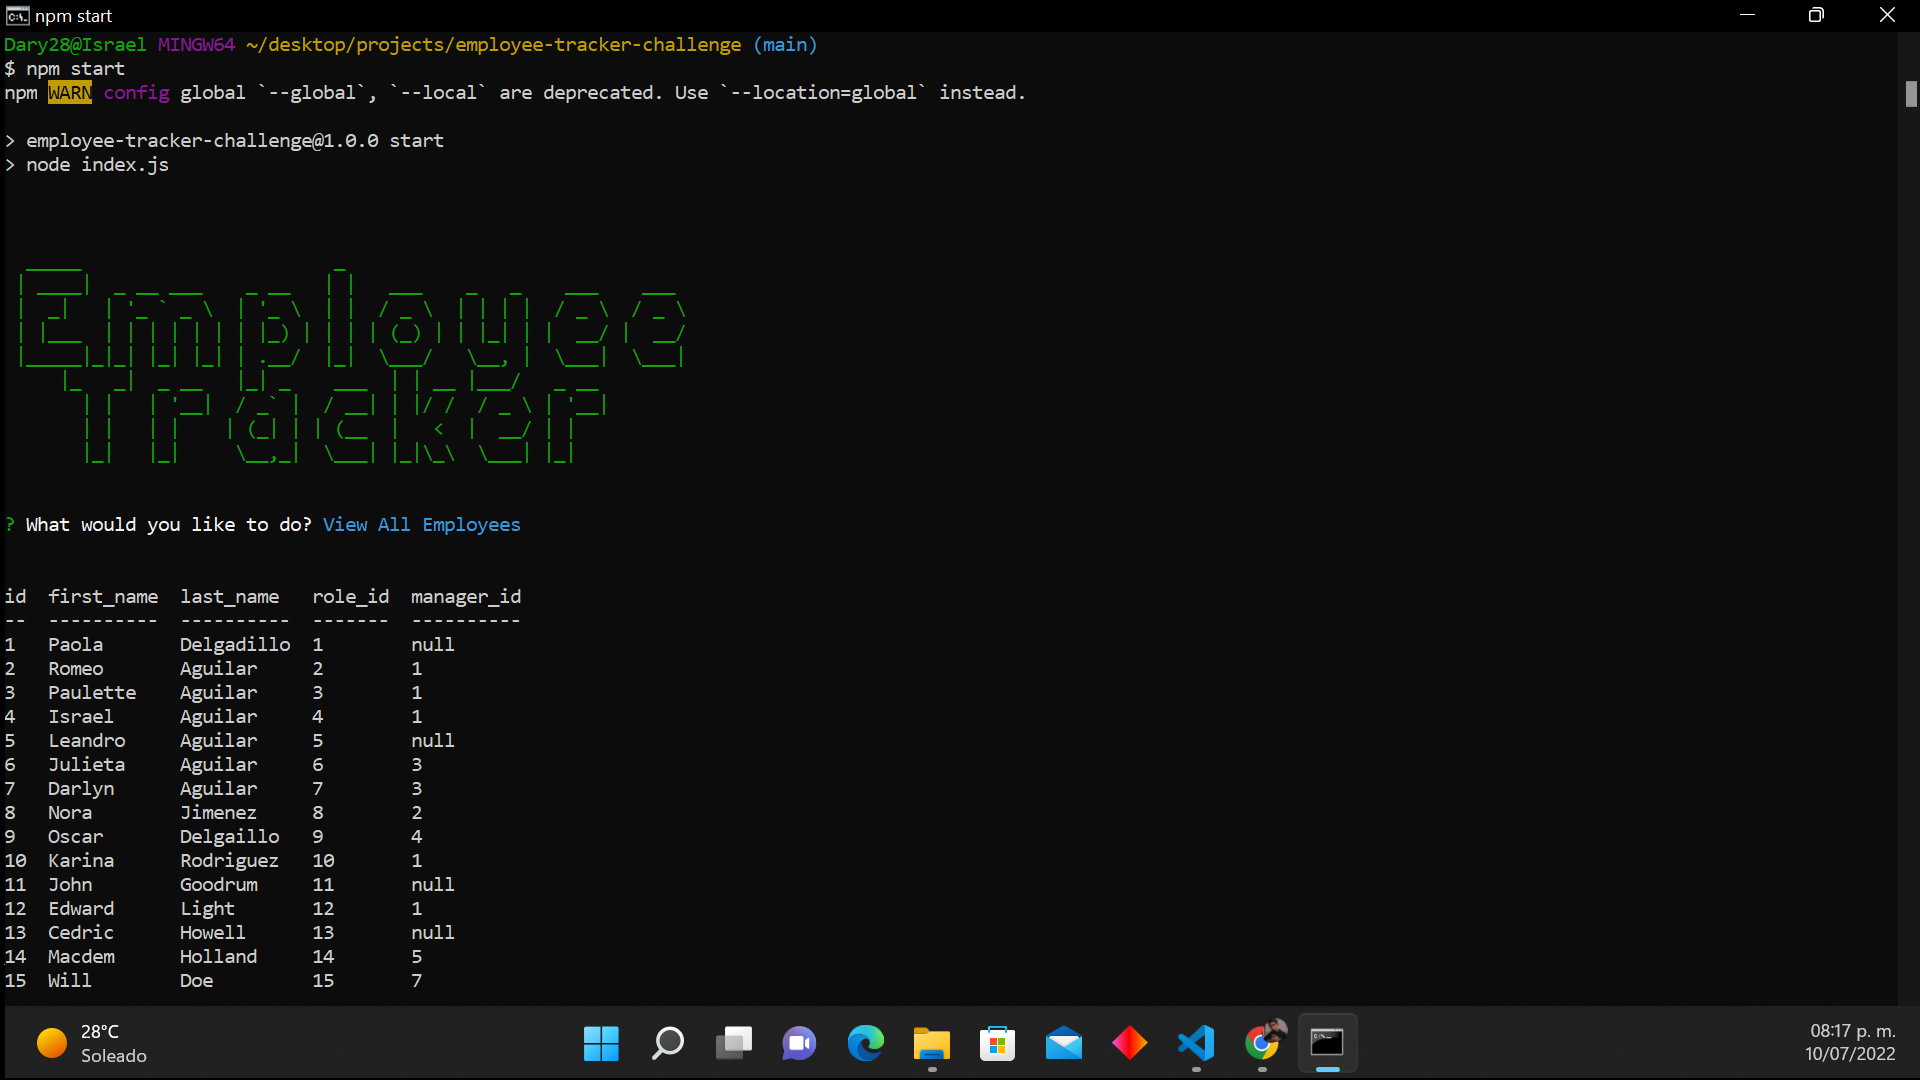 npm start
Dary28@Israel MINGW64 ~/desktop/projects/employee-tracker-challenge (main)
$ npm start
npm WARN config global `--global`, `--local` are deprecated. Use `--location=global` instead.
> employee-tracker-challenge@1.0.0 start
> node index.js
Employee
Tracker
? What would you like to do? View All Employees
id  first_name  last_name   role_id  manager_id
--  ----------  ----------  -------  ----------
1   Paola       Delgadillo  1        null
2   Romeo       Aguilar     2        1
3   Paulette    Aguilar     3        1
4   Israel      Aguilar     4        1
5   Leandro     Aguilar     5        null
6   Julieta     Aguilar     6        3
7   Darlyn      Aguilar     7        3
8   Nora        Jimenez     8        2
9   Oscar       Delgaillo   9        4
10  Karina      Rodriguez   10       1
11  John        Goodrum     11       null
12  Edward      Light       12       1
13  Cedric      Howell      13       null
14  Macdem      Holland     14       5
15  Will        Doe         15       7
28°C
Soleado
08:17 p. m.
10/07/2022